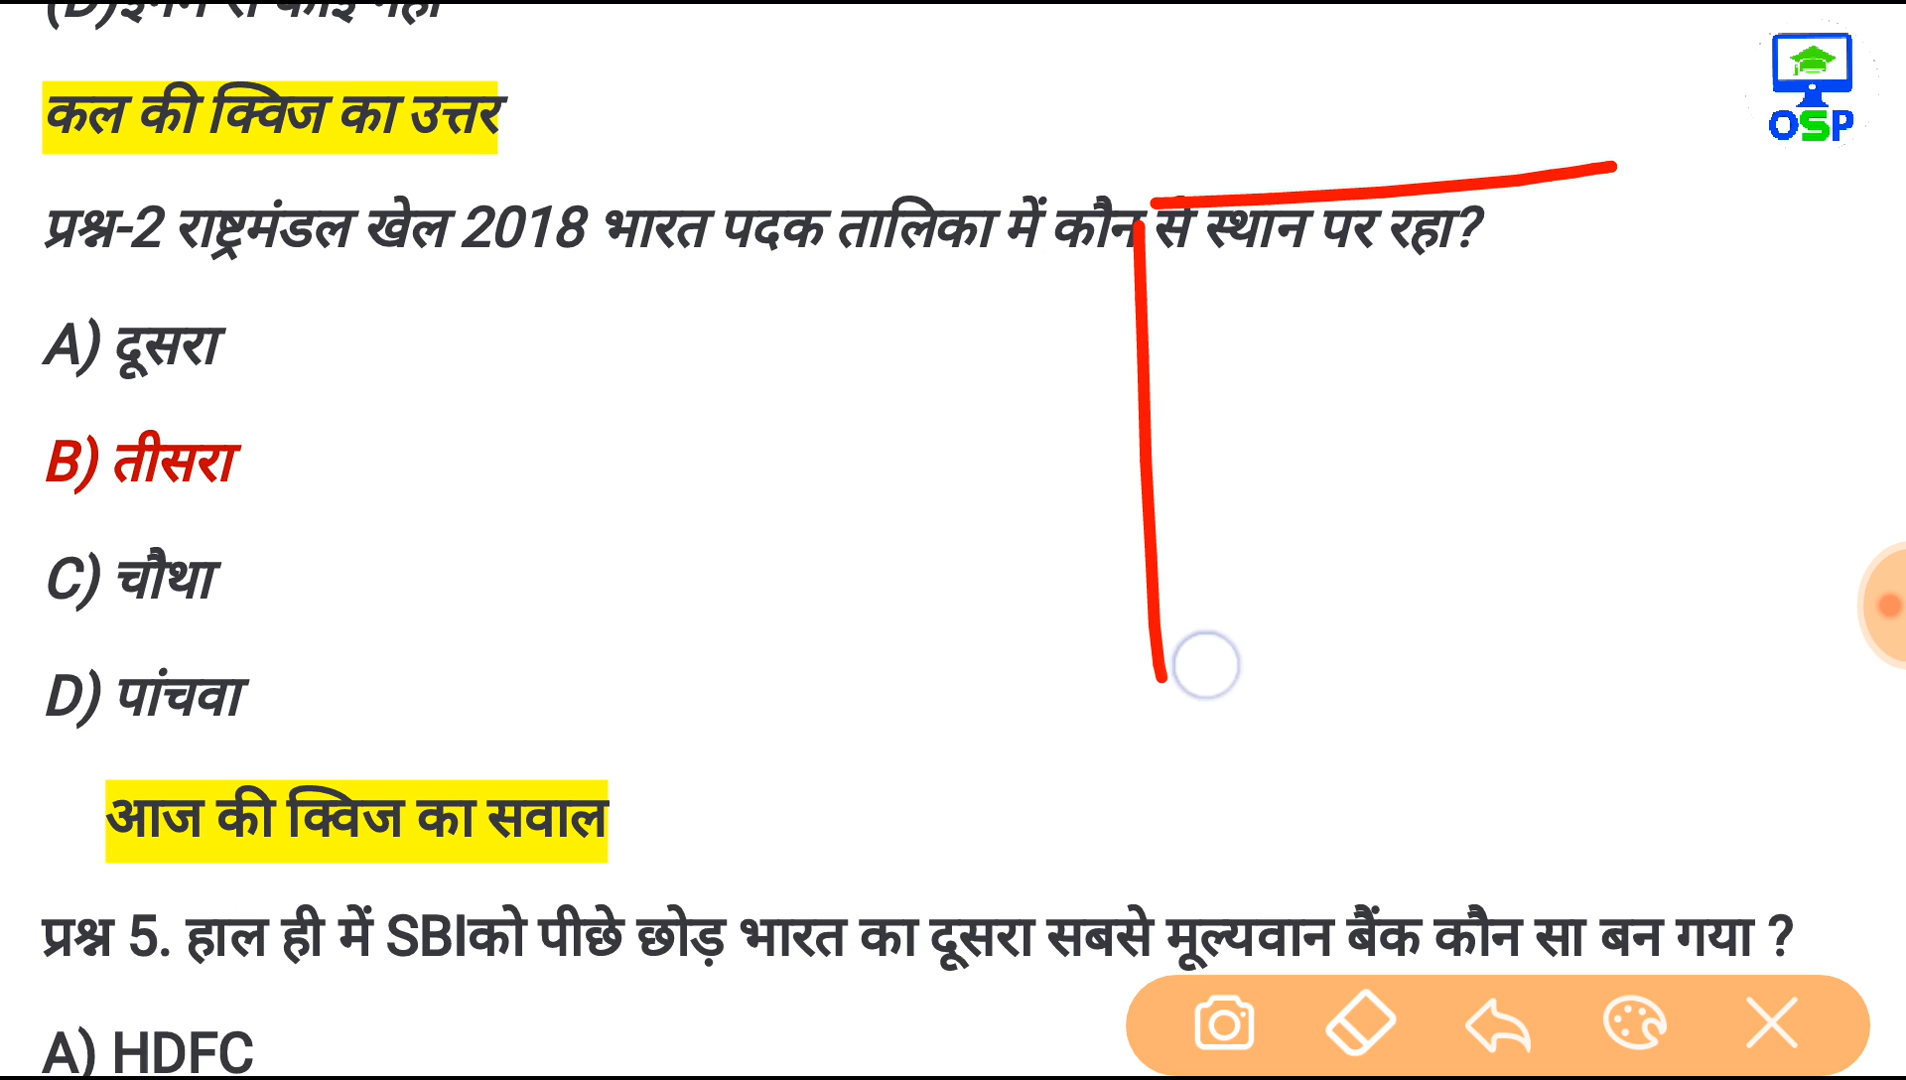 कल की क्विज का उत्तर
OSP
प्रश्न-2 राष्ट्रमंडल खेल 2018 भारत पदक तालिका में कौन से स्थान पर रहा?
A) दूसरा
B) तीसरा
C) चौथा
D) पांचवा
आज की क्विज का सवाल
प्रश्न 5. हाल ही में SBIको पीछे छोड़ भारत का दूसरा सबसे मूल्यवान बैंक कौन सा बन गया ?
A) HDFC